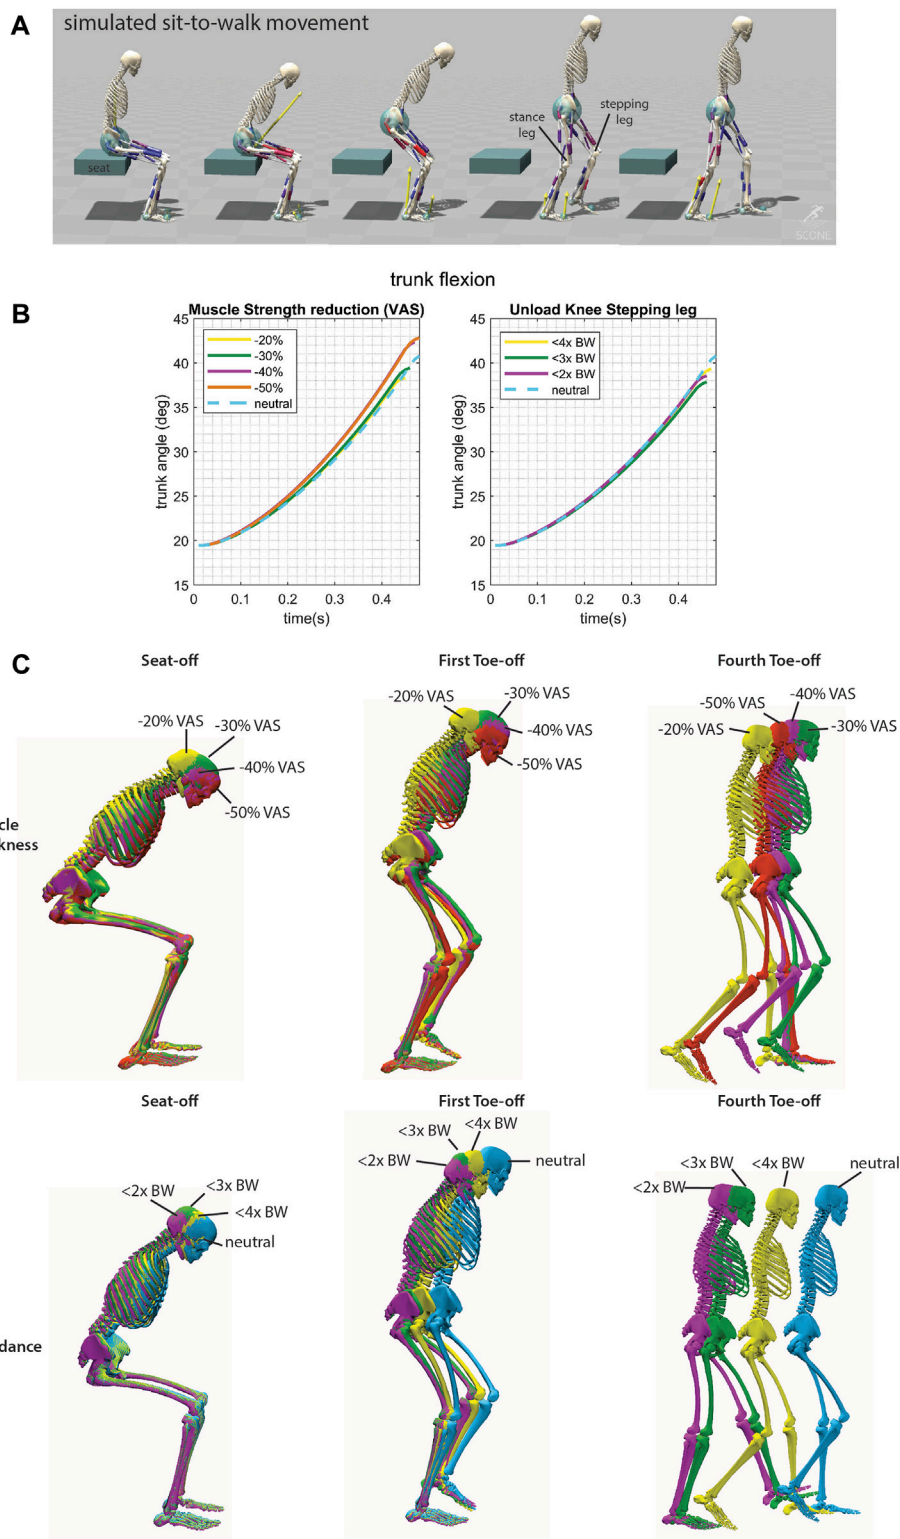 A
simulated sit-to-walk movement
stance
leg
stepping
leg
seat
SCONE
trunk flexion
B
Muscle Strength reduction (VAS)
45
40
35
30
25
20
15
trunk angle (deg)
-20%
-30%
-40%
-50%
neutral
0
0.1
0.2
0.3
0.4
time(s)
Unload Knee Stepping leg
45
40
35
30
25
20
15
trunk angle (deg)
<4x BW
<3x BW
<2x BW
neutral
0
0.1
0.2
0.3
0.4
time(s)
C
Seat-off
First Toe-off
Fourth Toe-off
-20% VAS
-30% VAS
-40% VAS
-50% VAS
-20% VAS
-30% VAS
-40% VAS
-50% VAS
-40% VAS
-50% VAS
-20% VAS
-30% VAS
cle
kness
Seat-off
First Toe-off
Fourth Toe-off
<2x BW
<3x BW
<4x BW
neutral
<3x BW
<4x BW
<2x BW
neutral
<3x BW
<4x BW
neutral
<2x BW
dance